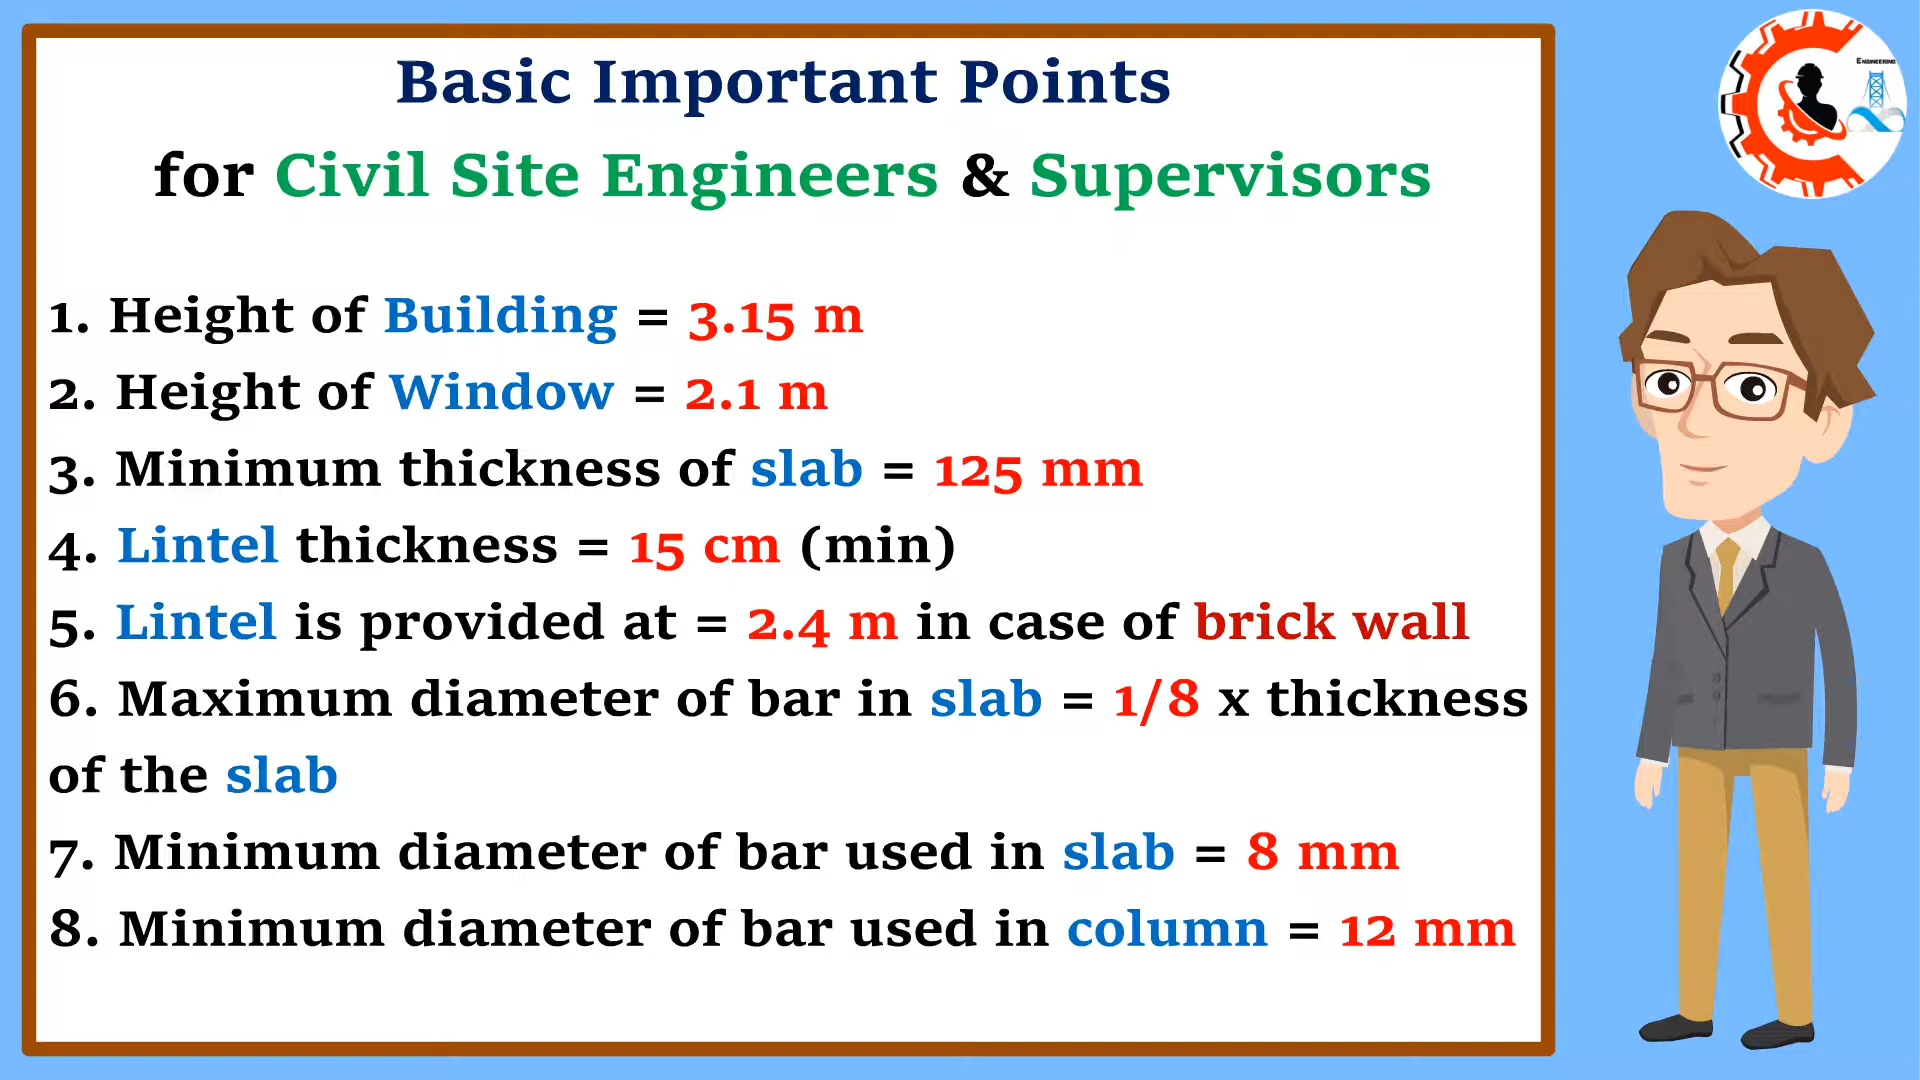 Basic Important Points
for Civil Site Engineers & Supervisors
ENGINEERING
1. Height of Building = 3.15 m
2. Height of Window = 2.1 m
3. Minimum thickness of slab = 125 mm
4. Lintel thickness = 15 cm (min)
5. Lintel is provided at = 2.4 m in case of brick wall
6. Maximum diameter of bar in slab = 1/8 x thickness
of the slab
7. Minimum diameter of bar used in slab = 8 mm
8. Minimum diameter of bar used in column = 12 mm